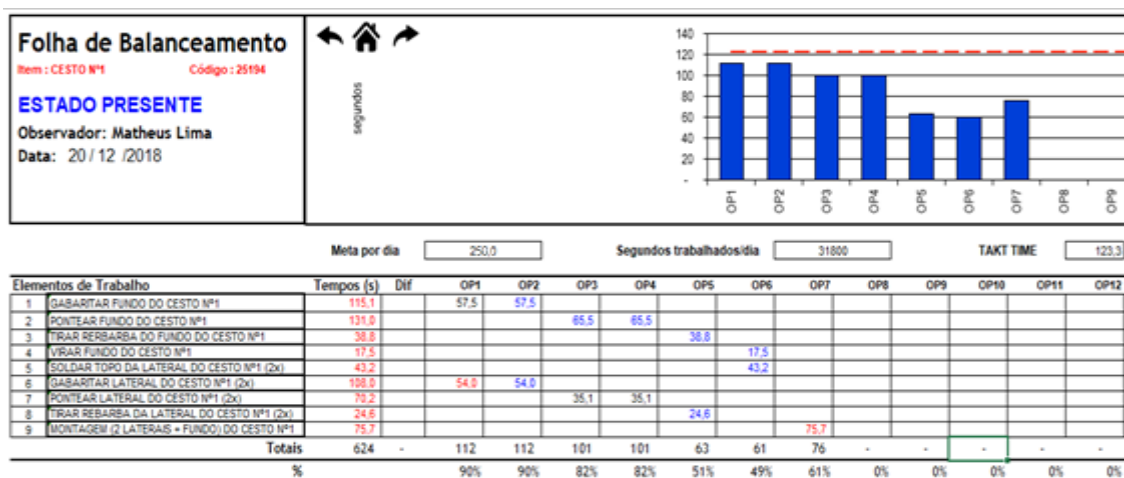 Folha de Balanceamento
Item : CESTO Nº1 Código : 25194
ESTADO PRESENTE
Observador: Matheus Lima
Data: 20 / 12 /2018
segundos
140
120
100
80
60
40
20
-
OP1 OP2 OP3 OP4 OP5 OP6 OP7 OP8 OP9
Meta por dia 250,0 Segundos trabalhados/dia 31800 TAKT TIME 123,3
Elementos de Trabalho Tempos (s) Dif OP1 OP2 OP3 OP4 OP5 OP6 OP7 OP8 OP9 OP10 OP11 OP12
1 GABARITAR FUNDO DO CESTO Nº1 115,1 57,5 57,5
2 PONTEAR FUNDO DO CESTO Nº1 131,0 65,5 65,5
3 TIRAR RERBARBA DO FUNDO DO CESTO Nº1 38,8 38,8
4 VIRAR FUNDO DO CESTO Nº1 17,5 17,5
5 SOLDAR TOPO DA LATERAL DO CESTO Nº1 (2x) 43,2 43,2
6 GABARITAR LATERAL DO CESTO Nº1 (2x) 108,0 54,0 54,0
7 PONTEAR LATERAL DO CESTO Nº1 (2x) 70,2 35,1 35,1
8 TIRAR REBARBA DA LATERAL DO CESTO Nº1 (2x) 24,6 24,6
9 MONTAGEM (2 LATERAIS + FUNDO) DO CESTO Nº1 75,7 75,7
Totais 624 - 112 112 101 101 63 61 76 - - - - -
% 90% 90% 82% 82% 51% 49% 61% 0% 0% 0% 0% 0%